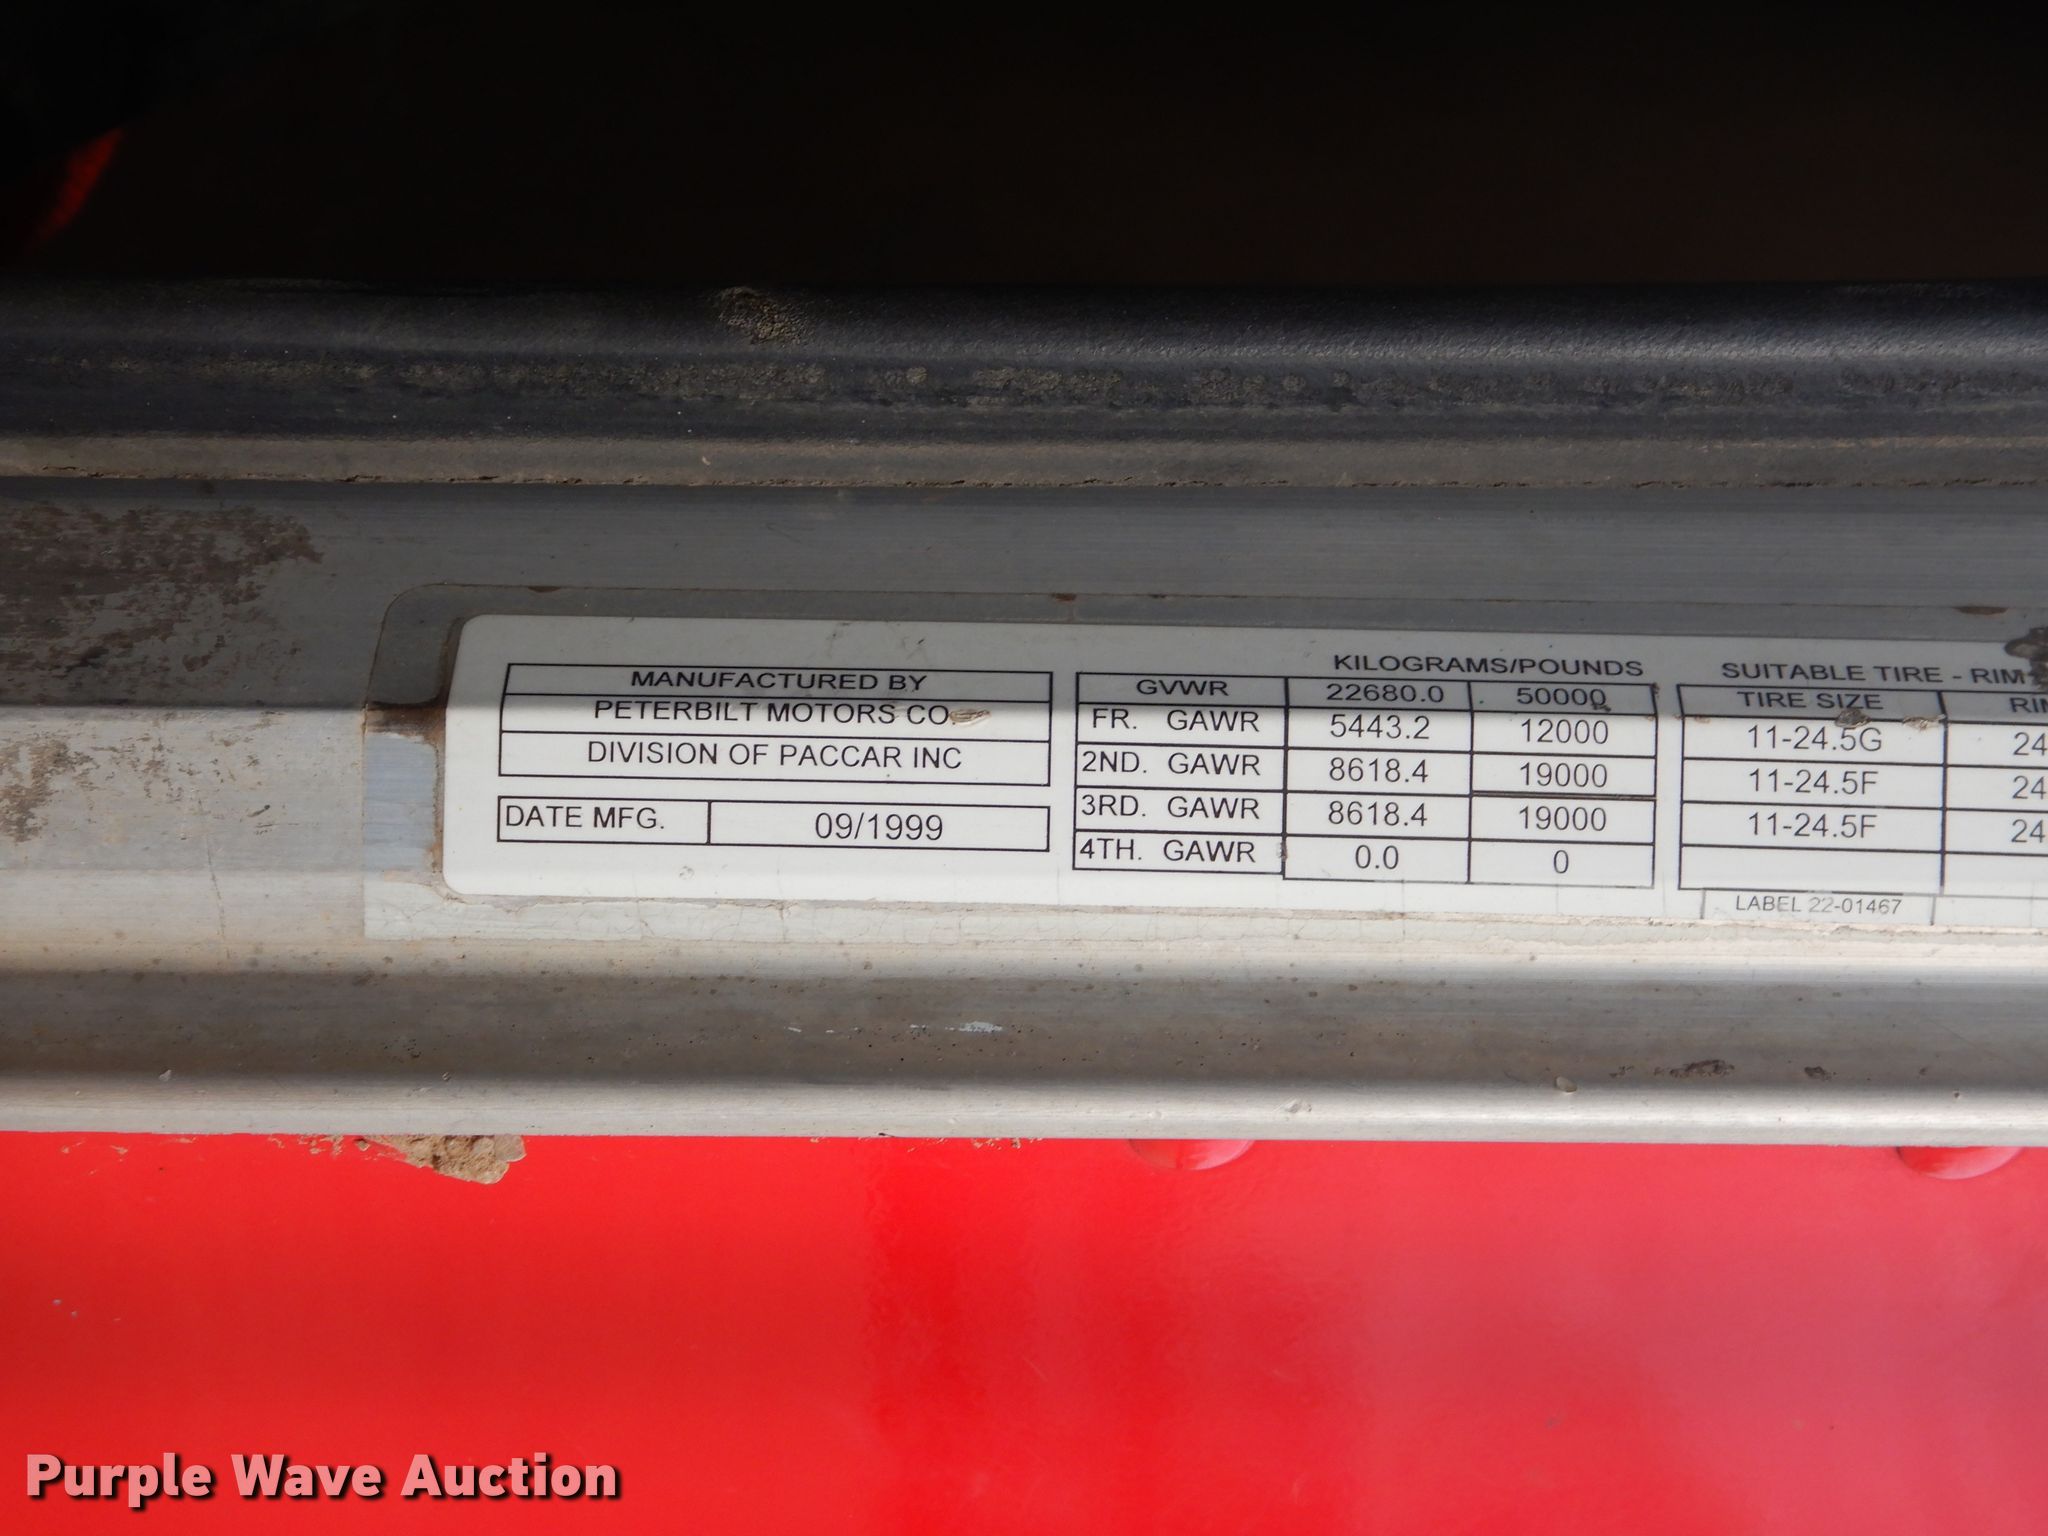 MANUFACTURED BY
PETERBILT MOTORS CO
DIVISION OF PACCAR INC
DATE MFG. 09/1999
KILOGRAMS/POUNDS
GVWR 22680.0 50000
FR. GAWR 5443.2 12000
2ND. GAWR 8618.4 19000
3RD. GAWR 8618.4 19000
4TH. GAWR 0.0 0
SUITABLE TIRE - RIM
TIRE SIZE
11-24.5G 24
11-24.5F 24
11-24.5F 24
LABEL 22-01467
Purple Wave Auction